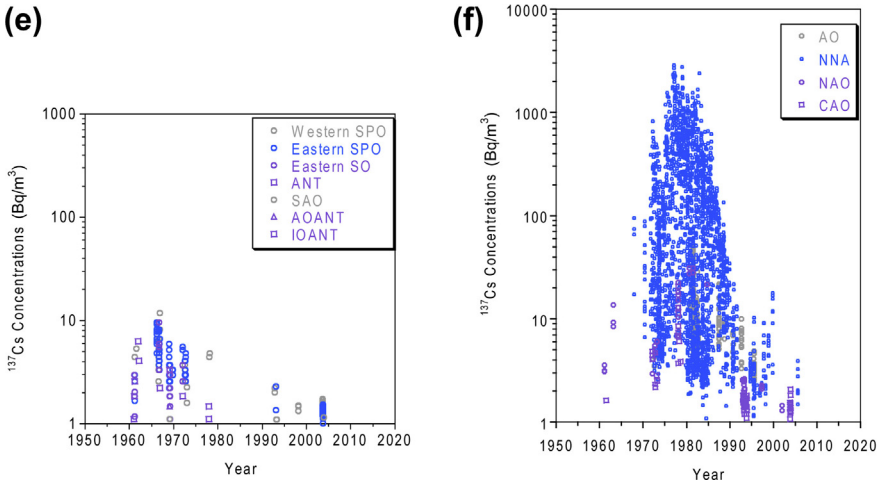 (e)
1000
100
10
1
137Cs Concentrations (Bq/m3)
Western SPO
Eastern SPO
Eastern SO
ANT
SAO
AOANT
IOANT
1950 1960 1970 1980 1990 2000 2010 2020
Year
(f)
10000
1000
100
10
1
137Cs Concentrations (Bq/m3)
AO
NNA
NAO
CAO
1950 1960 1970 1980 1990 2000 2010 2020
Year